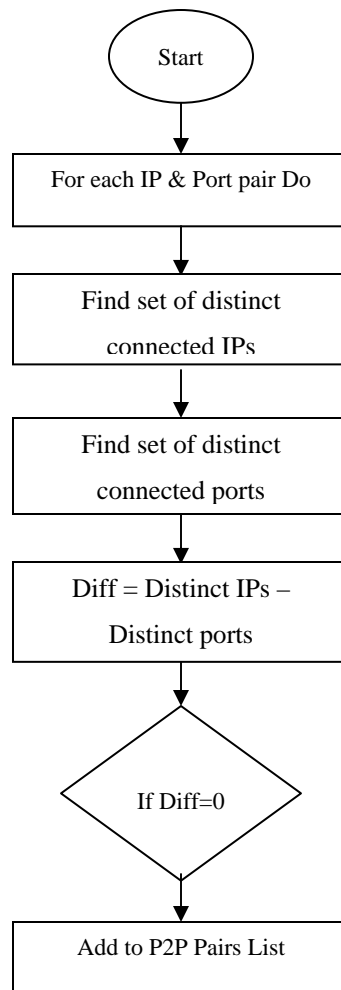 Start
For each IP & Port pair Do
Find set of distinct
connected IPs
Find set of distinct
connected ports
Diff = Distinct IPs –
Distinct ports
If Diff=0
Add to P2P Pairs List